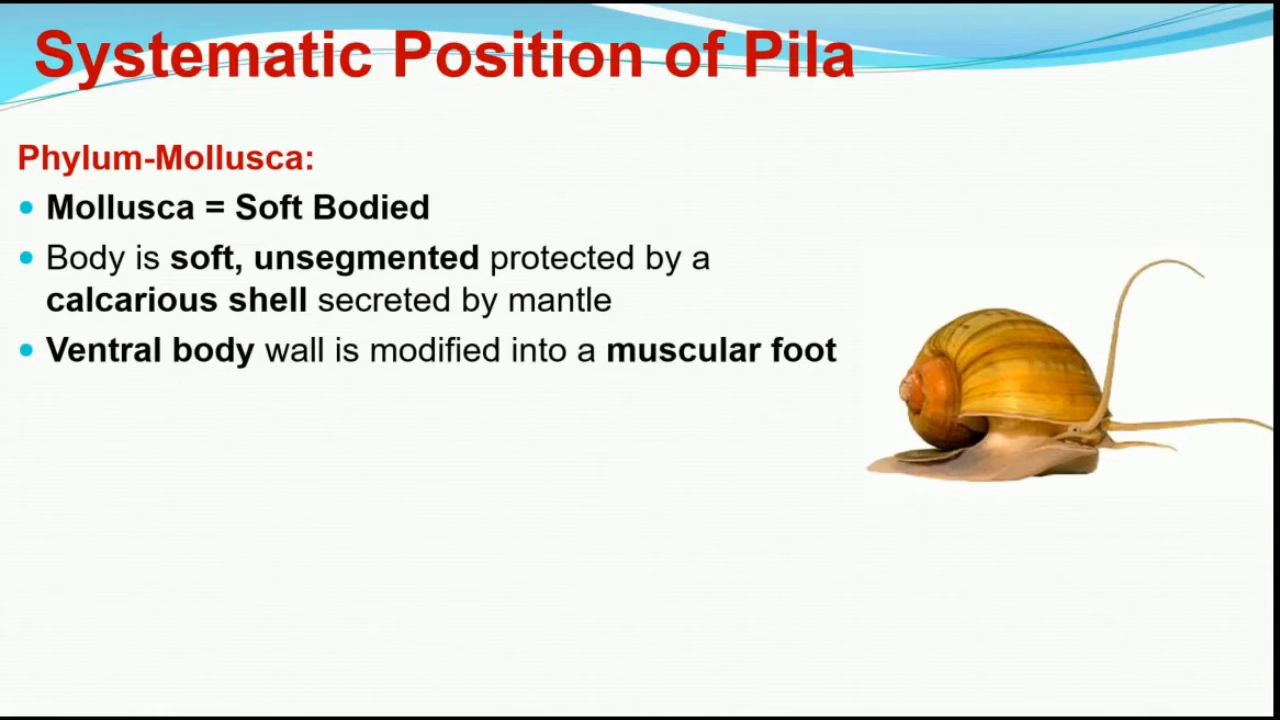 Systematic Position of Pila
Phylum-Mollusca:
• Mollusca = Soft Bodied
• Body is soft, unsegmented protected by a
calcarious shell secreted by mantle
• Ventral body wall is modified into a muscular foot